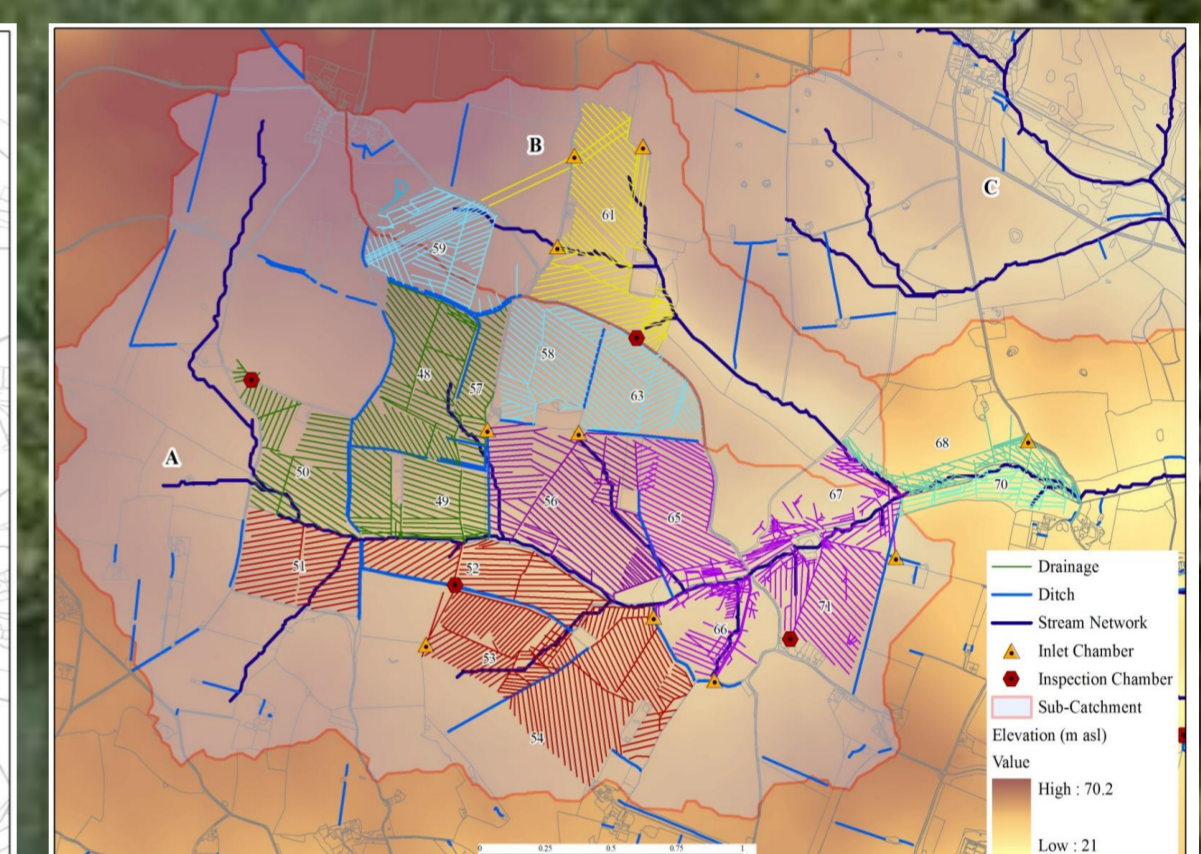 B
C
D
61
59
58
48
57
63
A
50
49
56
65
68
70
67
51
52
53
66
71
54
Drainage
Ditch
Stream Network
Inlet Chamber
Inspection Chamber
Sub-Catchment
Elevation (m asl)
Value
High : 70.2
Low : 21
0 0.25 0.5 0.75 1